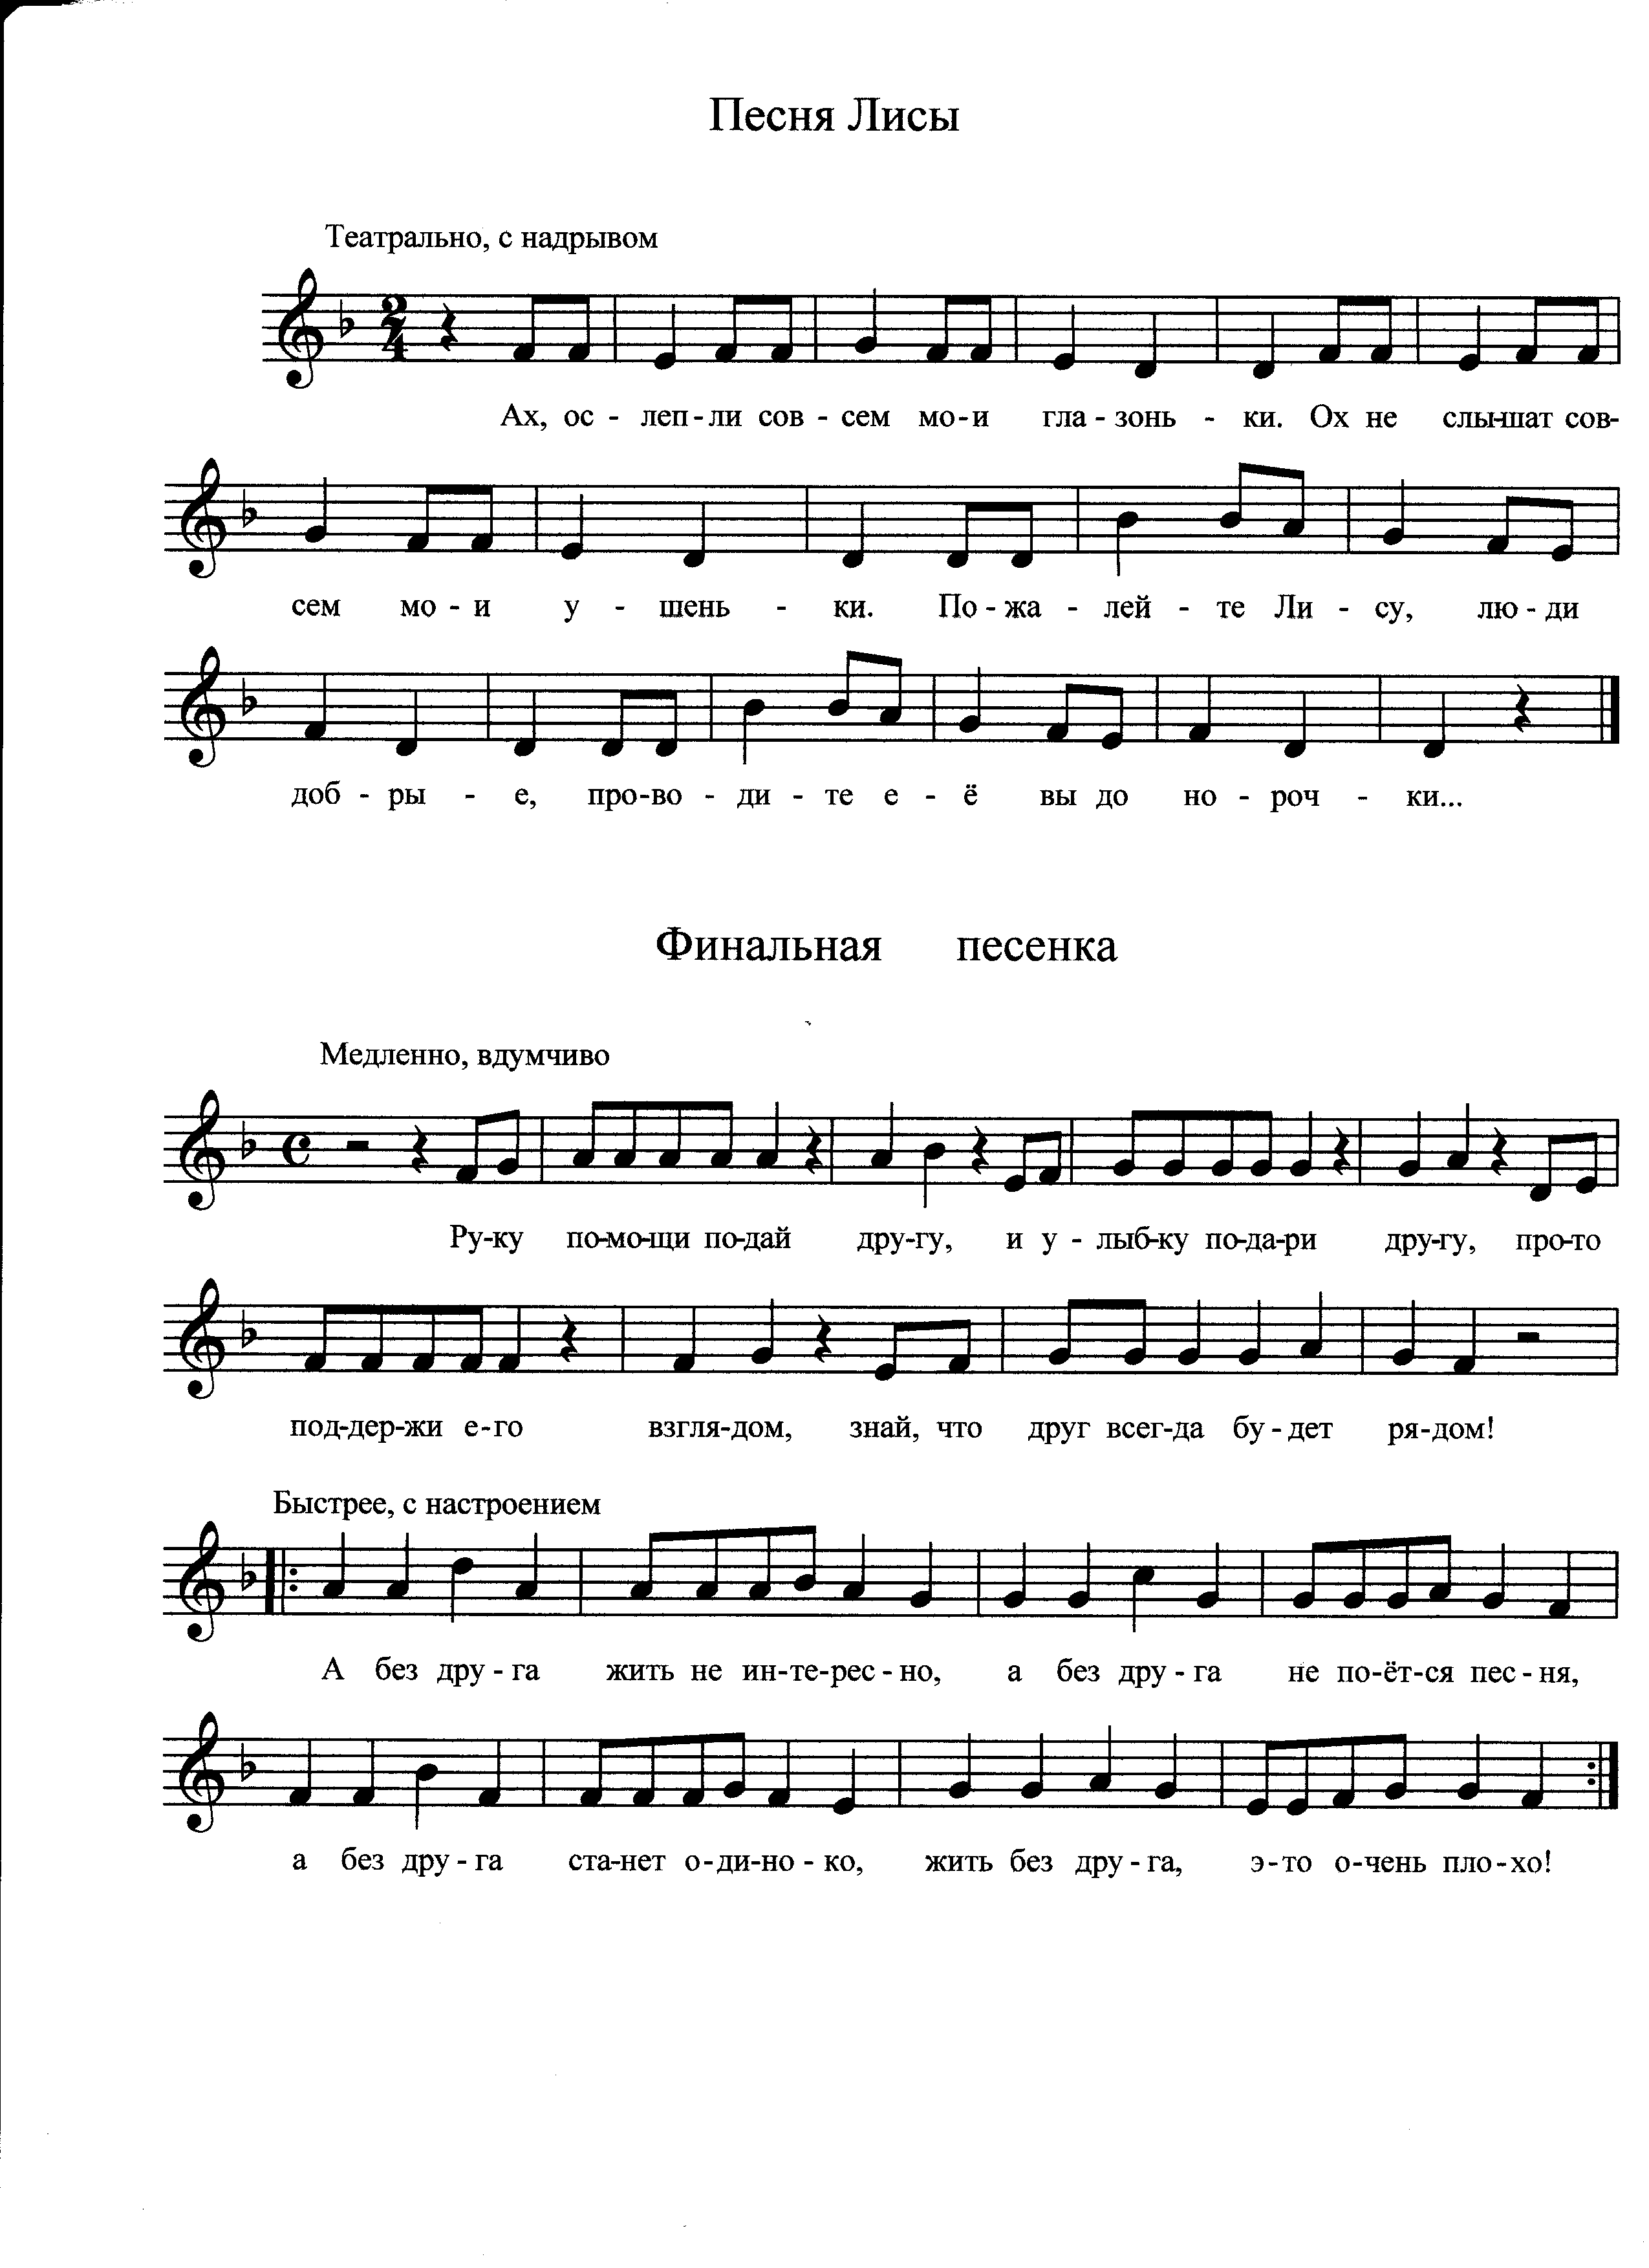 Песня Лисы
Театрально, с надрывом
Ах, ос - леп - ли сов - сем мо - и гла - зонь - ки. Ох не слы-шат сов-
сем мо - и у - шень - ки. По - жа - лей - те Ли - су, лю - ди
доб - ры - е, про-во - ди - те е - ё вы до но - роч - ки...
Финальная песенка
Медленно, вдумчиво
Ру-ку по-мо-щи по-дай дру-гу, и у - лыб-ку по-да-ри дру-гу, про-то
под-дер-жи е-го взгля-дом, знай, что друг всег-да бу - дет ря-дом!
Быстрее, с настроением
А без дру - га жить не ин-те-рес - но, а без дру - га не по-ёт-ся пес - ня,
а без дру - га ста-нет о-ди-но - ко, жить без дру - га, э-то о-чень пло-хо!